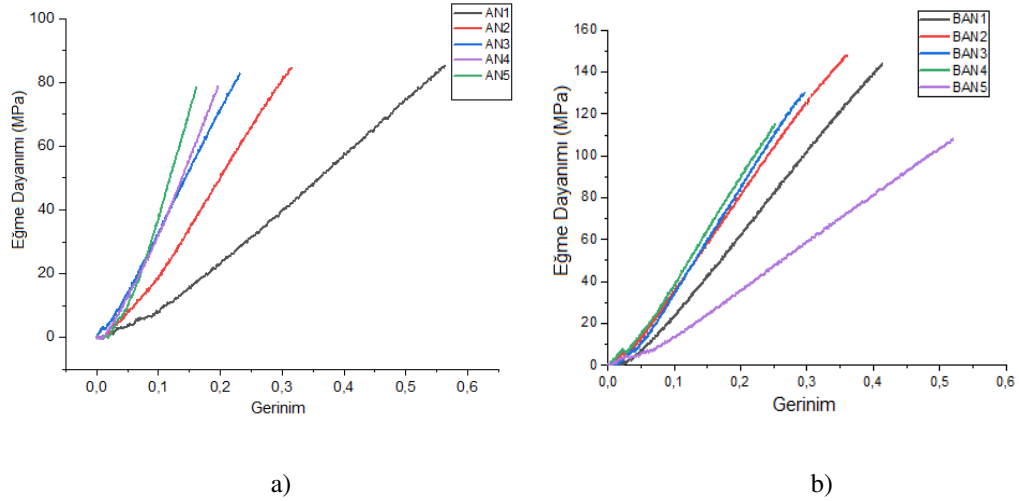 100
80
60
40
20
0
Eğme Dayanımı (MPa)
0,0 0,1 0,2 0,3 0,4 0,5 0,6
Gerinim
AN1
AN2
AN3
AN4
AN5
a)
160
140
120
100
80
60
40
20
0
Eğme Dayanımı (MPa)
0,0 0,1 0,2 0,3 0,4 0,5 0,6
Gerinim
BAN1
BAN2
BAN3
BAN4
BAN5
b)